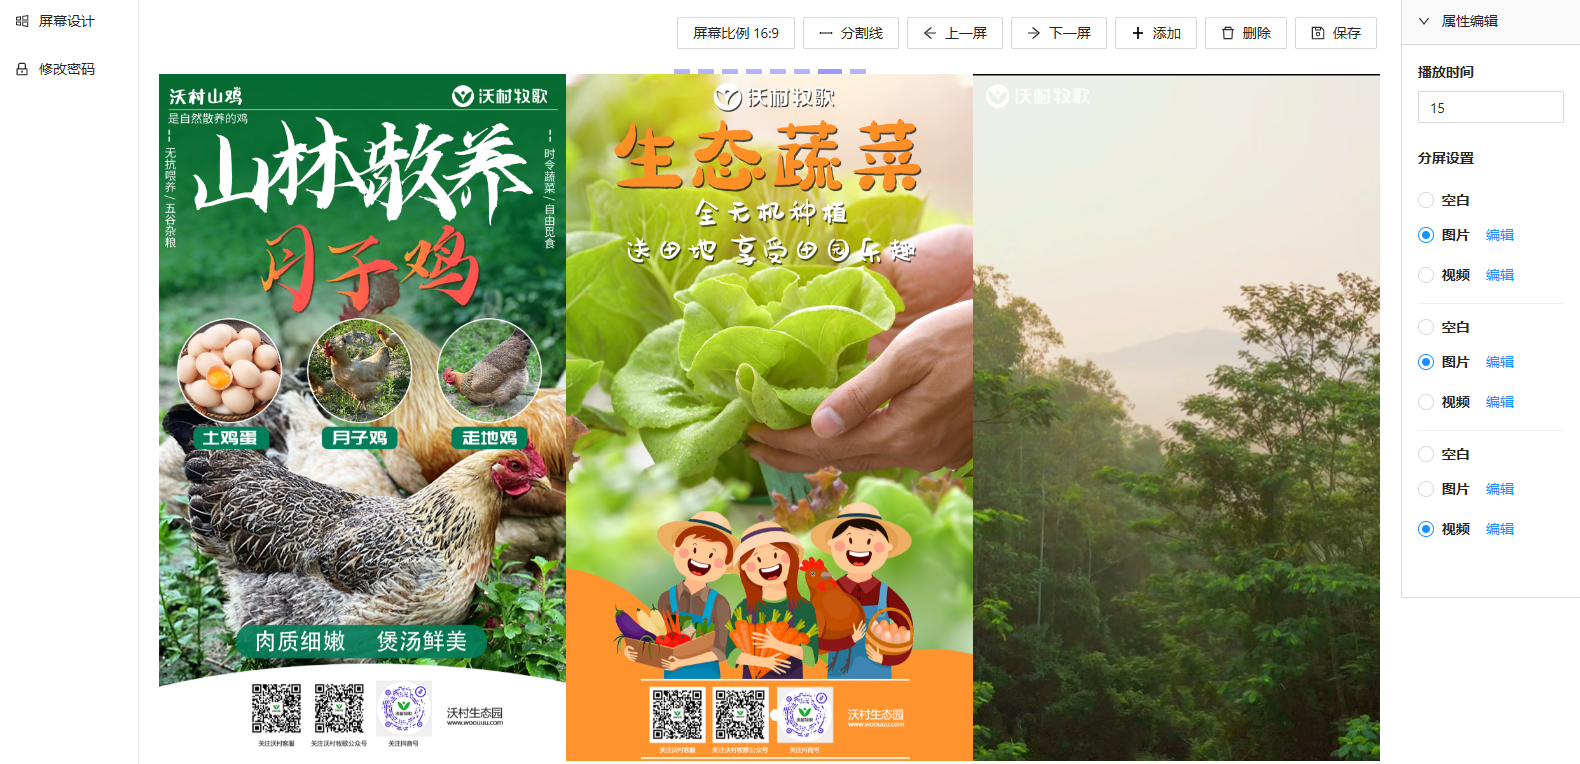 屏幕设计
修改密码
屏幕比例 16:9
分割线
上一屏
下一屏
添加
删除
保存
沃村山鸡
沃村牧歌
是自然散养的鸡
山林散养
月子鸡
无抗喂养 / 五谷杂粮
时令蔬菜 / 自由觅食
土鸡蛋
月子鸡
走地鸡
肉质细嫩 煲汤鲜美
关注沃村客服
关注沃村牧歌公众号
关注抖音号
沃村生态园
www.woouuu.com
沃村牧歌
生态蔬菜
全无机种植
送田地 享受田园乐趣
关注沃村客服
关注沃村牧歌公众号
关注抖音号
沃村生态园
www.woouuu.com
沃村牧歌
属性编辑
播放时间
15
分屏设置
空白
图片 编辑
视频 编辑
空白
图片 编辑
视频 编辑
空白
图片 编辑
视频 编辑